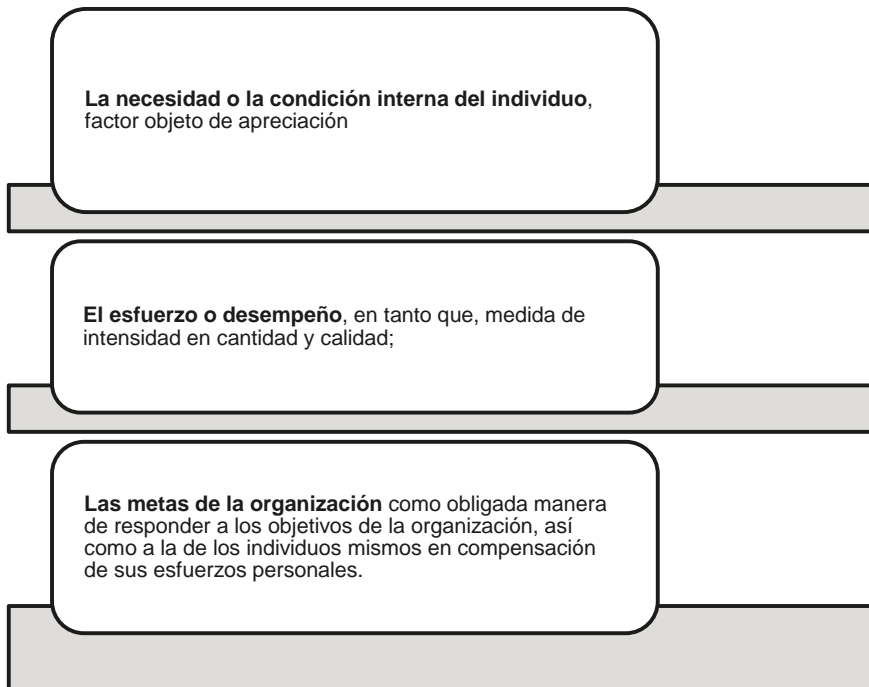 La necesidad o la condición interna del individuo,
factor objeto de apreciación
El esfuerzo o desempeño, en tanto que, medida de
intensidad en cantidad y calidad;
Las metas de la organización como obligada manera
de responder a los objetivos de la organización, así
como a la de los individuos mismos en compensación
de sus esfuerzos personales.